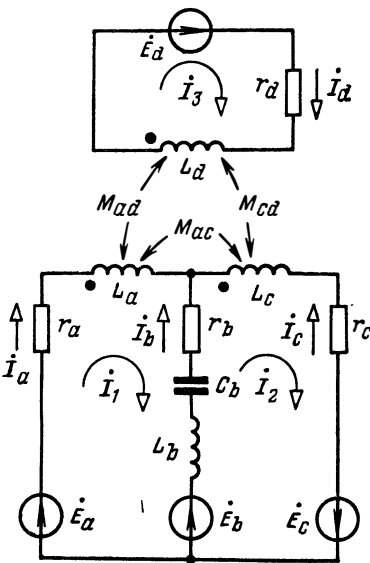 Ėd
İ3
rd
İd
Ld
Mad
Mcd
Mac
La
Lc
ra
İb
rb
İc
rc
İa
İ1
Cb
İ2
Lb
Ėa
Ėb
Ėc